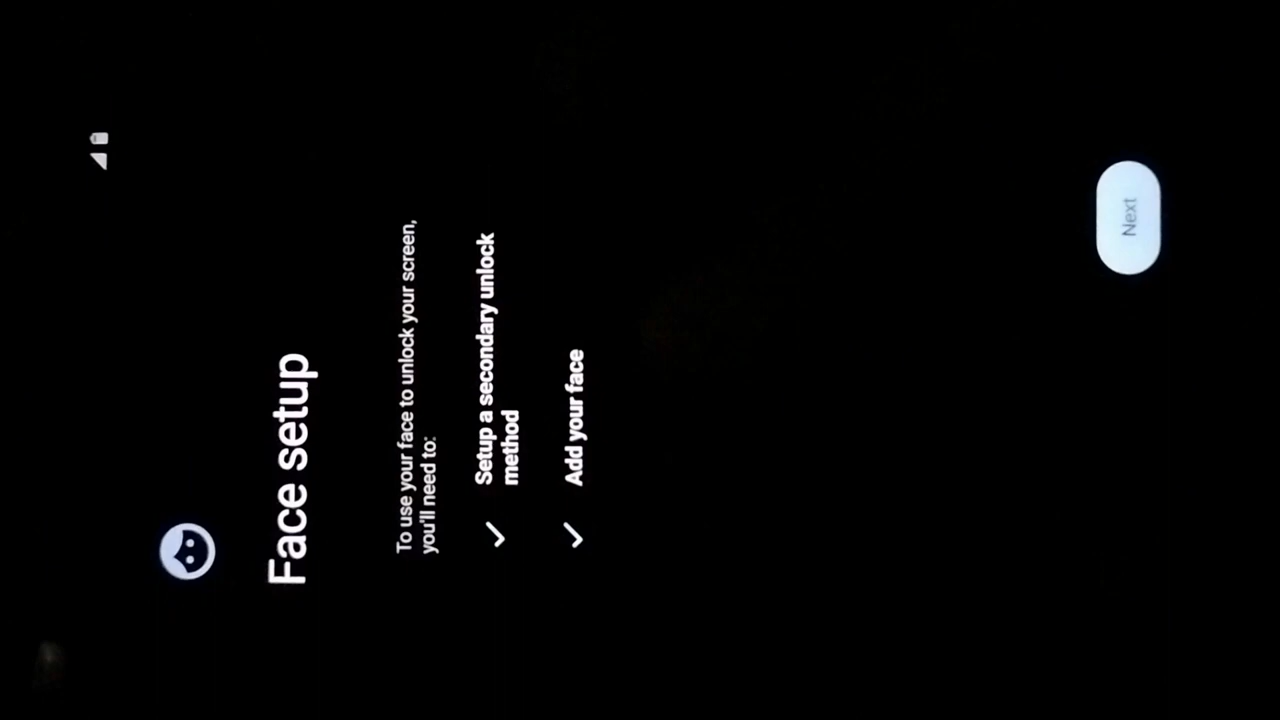 Face setup
To use your face to unlock your screen,
you'll need to:
Setup a secondary unlock
method
Add your face
Next